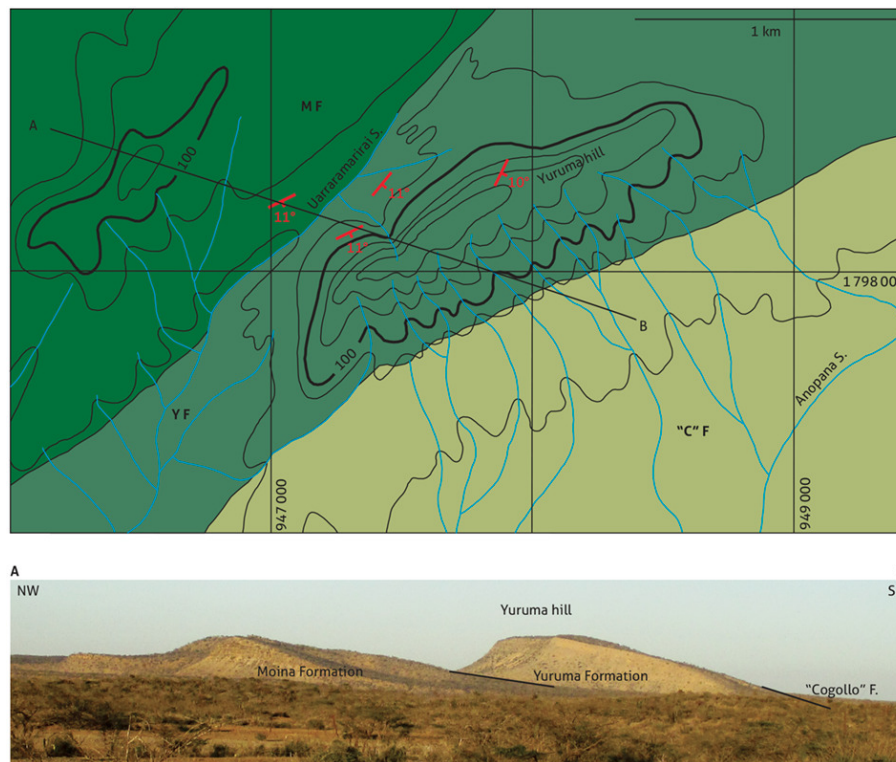 1 km
M F
A
100
Uarraramarirai S.
Yuruma hill
11°
10°
11°
11°
1 798 00
B
100
Anopana S.
Y F
"C" F
947 000
949 000
A
NW
S
Yuruma hill
Moina Formation
Yuruma Formation
"Cogollo" F.